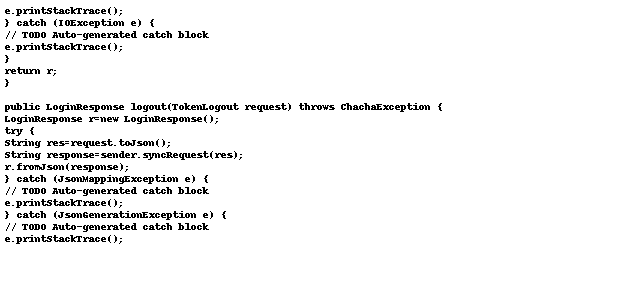 e.printStackTrace();
} catch (IOException e) {
// TODO Auto-generated catch block
e.printStackTrace();
}
return r;
}

public LoginResponse logout(TokenLogout request) throws ChachaException {
LoginResponse r=new LoginResponse();
try {
String res=request.toJson();
String response=sender.syncRequest(res);
r.fromJson(response);
} catch (JsonMappingException e) {
// TODO Auto-generated catch block
e.printStackTrace();
} catch (JsonGenerationException e) {
// TODO Auto-generated catch block
e.printStackTrace();